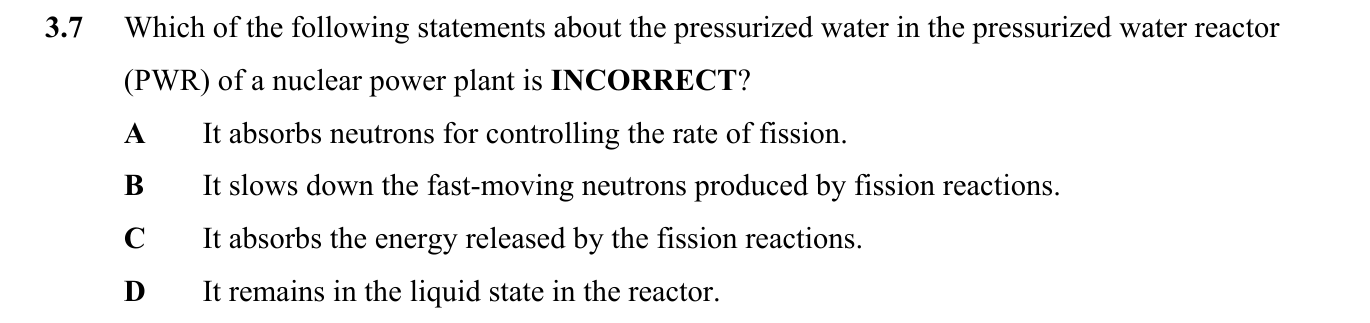 3.7 Which of the following statements about the pressurized water in the pressurized water reactor
(PWR) of a nuclear power plant is INCORRECT?
A It absorbs neutrons for controlling the rate of fission.
B It slows down the fast-moving neutrons produced by fission reactions.
C It absorbs the energy released by the fission reactions.
D It remains in the liquid state in the reactor.